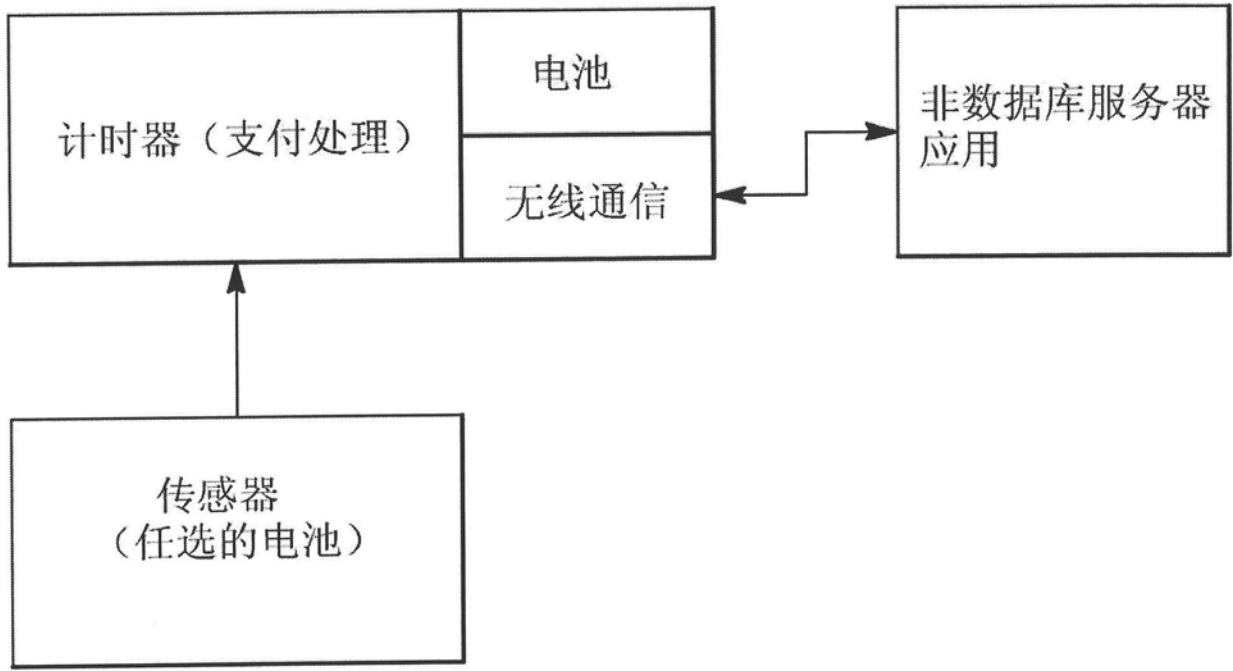 计时器（支付处理）
电池
无线通信
非数据库服务器
应用
传感器
（任选的电池）